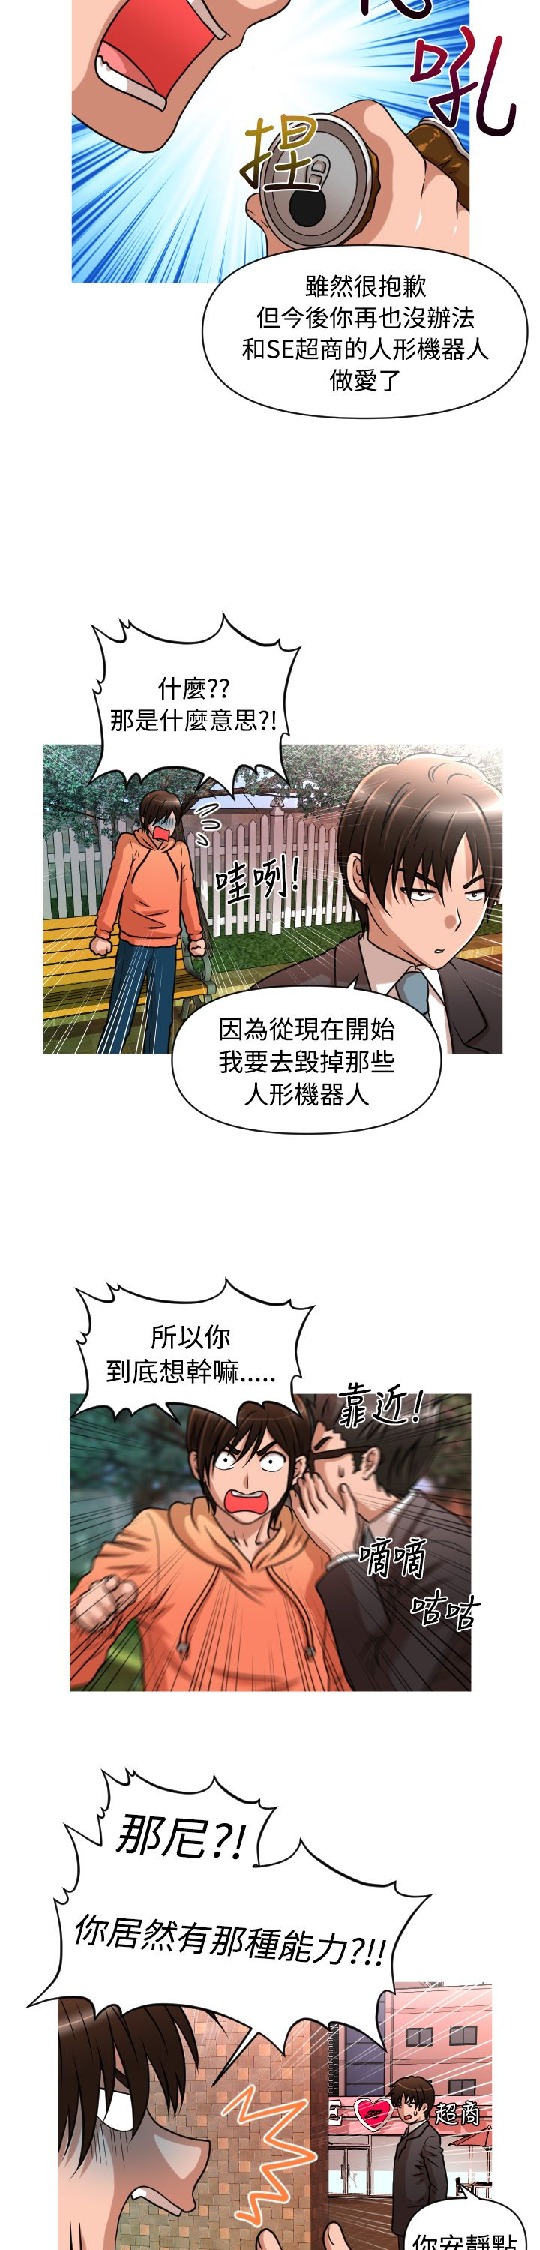 吼
捏
雖然很抱歉
但今後你再也沒辦法
和SE超商的人形機器人
做愛了
什麼??
那是什麼意思?!
哇咧!
因為從現在開始
我要去毀掉那些
人形機器人
所以你
到底想幹嘛.....
靠近!
嘀嘀
咕咕
那尼?!
你居然有那種能力?!!
E
超商
你安靜點